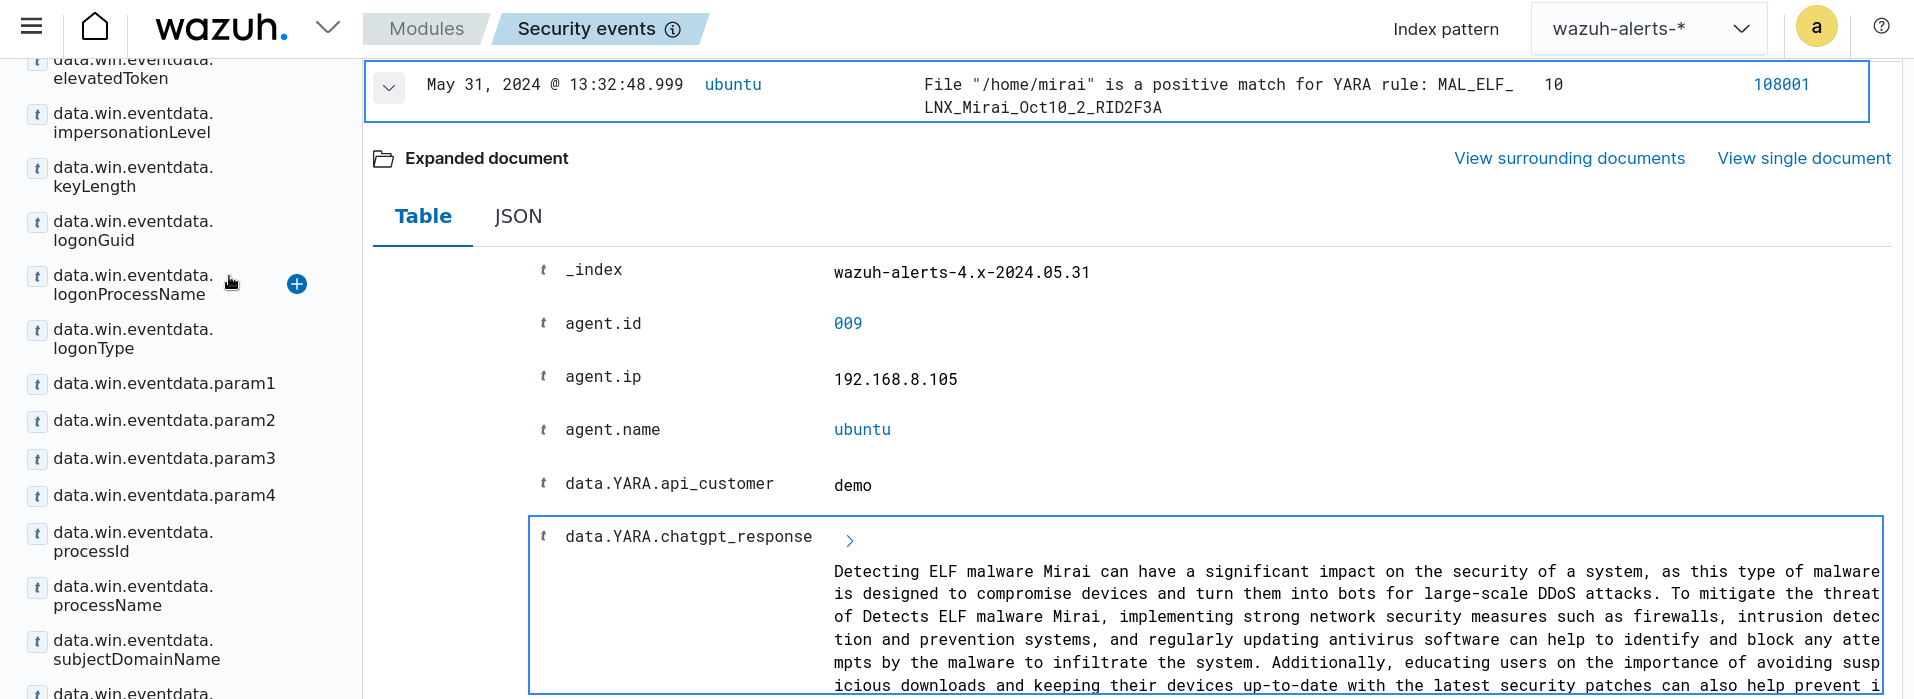 wazuh.
Modules
Security events
Index pattern
wazuh-alerts-*
a
data.win.eventdata.
elevatedToken
t data.win.eventdata.
impersonationLevel
t data.win.eventdata.
keyLength
t data.win.eventdata.
logonGuid
t data.win.eventdata.
logonProcessName
t data.win.eventdata.
logonType
t data.win.eventdata.param1
t data.win.eventdata.param2
t data.win.eventdata.param3
t data.win.eventdata.param4
t data.win.eventdata.
processId
t data.win.eventdata.
processName
t data.win.eventdata.
subjectDomainName
t data.win.eventdata.
May 31, 2024 @ 13:32:48.999 ubuntu File "/home/mirai" is a positive match for YARA rule: MAL_ELF_ 10 108001
LNX_Mirai_Oct10_2_RID2F3A
Expanded document View surrounding documents View single document
Table JSON
t _index wazuh-alerts-4.x-2024.05.31
t agent.id 009
t agent.ip 192.168.8.105
t agent.name ubuntu
t data.YARA.api_customer demo
t data.YARA.chatgpt_response
Detecting ELF malware Mirai can have a significant impact on the security of a system, as this type of malware
is designed to compromise devices and turn them into bots for large-scale DDoS attacks. To mitigate the threat
of Detects ELF malware Mirai, implementing strong network security measures such as firewalls, intrusion detec
tion and prevention systems, and regularly updating antivirus software can help to identify and block any atte
mpts by the malware to infiltrate the system. Additionally, educating users on the importance of avoiding susp
icious downloads and keeping their devices up-to-date with the latest security patches can also help prevent i